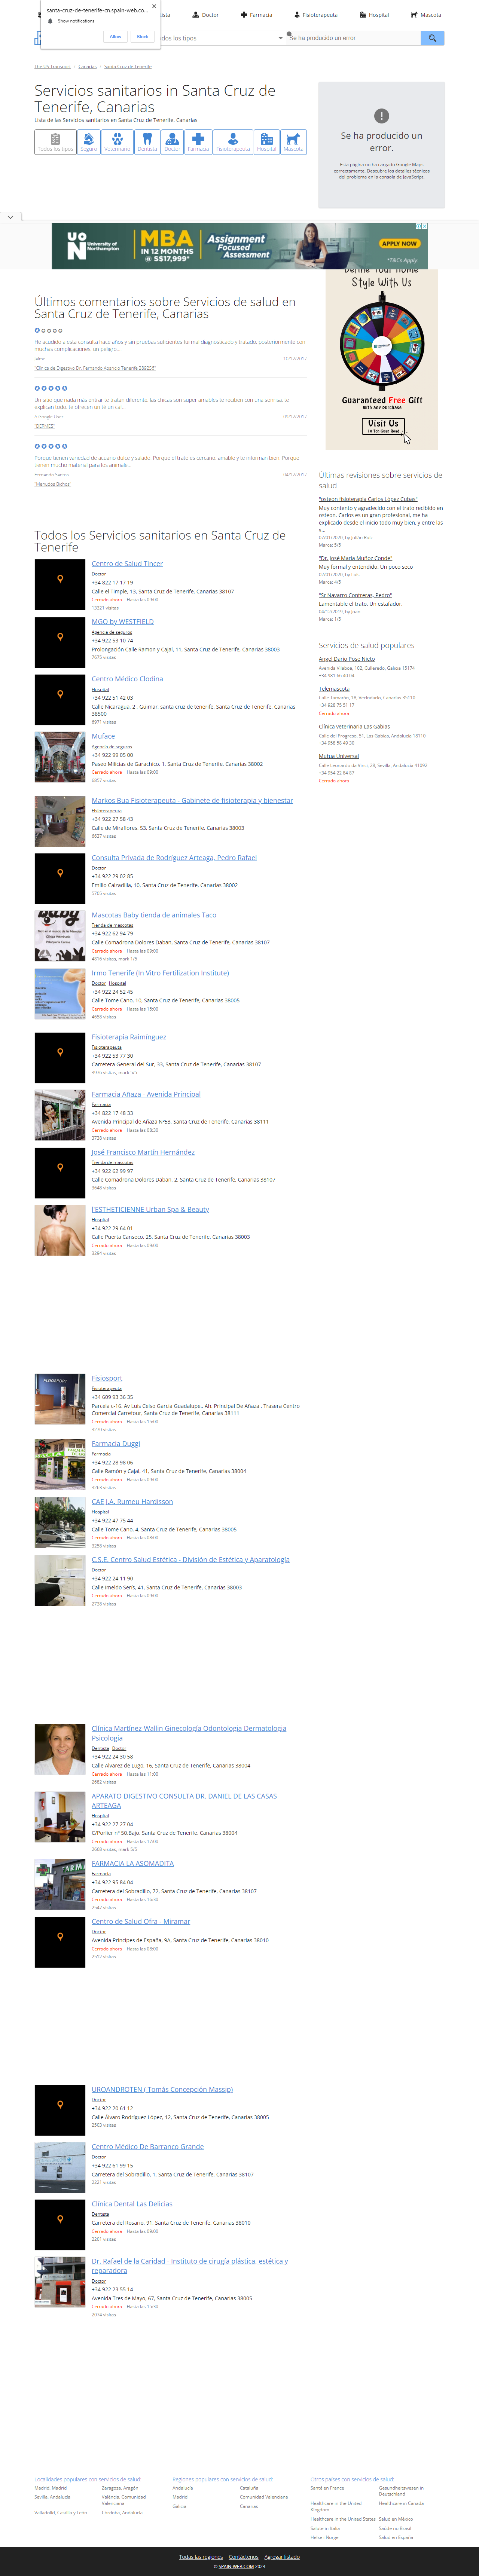 santa-cruz-de-tenerife-cn.spain-web.co...
Show notifications
Allow
Block
Doctor
Farmacia
Fisioterapeuta
Hospital
Mascota
Se ha producido un error
The US Transpon / Canarias / Santa Cruz de Tenerife
Servicios sanitarios in Santa Cruz de Tenerife, Canarias
Lista de las Servicios sanitarios en Santa Cruz de Tenerife, Canarias
Todos los tipos
Seguro
Veterinario
Dentista
Doctor
Farmacia
Fisioterapeuta
Hospital
Mascota
Se ha producido un error.
Esta página no ha cargado Google Maps correctamente. Descubre los detalles técnicos del problema en la consola de JavaScript.
University of Northampton
MBA IN 12 MONTHS
AT S$17,999*
Assignment Focused Assessment
APPLY NOW
*T&Cs Apply.
Define Your Home Style With Us
Guaranteed Free Gifts
with any Purchase
Visit Us
Últimos comentarios sobre Servicios de salud en Santa Cruz de Tenerife, Canarias
He acudido a esta consulta hace años y sin pruebas suficientes fui mal diagnosticado y tratado, posteriormente con muchas complicaciones, un peligro....
Jaime
15/12/2017
"Clínica de Digestivo Dr. Fernando Aparicio Tenerife 289256"
Un sitio que nada más entrar te tratan diferente, las chicas son super amables te reciben con una sonrisa, te explican todo, te ofrecen un té un caf...
A Google User
"DERMES"
Porque tienen variedad de acuario dulce y salado. Porque el trato es cercano, amable y te informan bien. Porque tienen mucho material para los animale...
Fernando Santos
04/12/2017
"Menudos Bichos"
Últimas revisiones sobre servicios de salud
"osteon fisioterapia Carlos López Cubas"
Muy contento y agradecido con el trato recibido en osteon. Carlos es un gran profesional, me ha explicado desde el inicio todo muy bien, y entre las s...
07/01/2020, by Julián Ruis
Marca: 5/5
"Dr. José María Muñoz Conde"
Muy formal y entendido. Un poco seco
02/01/2020, by Luis
Marca: 4/5
"Sr Navarro Contreras, Pedro"
Lamentable el trato. Un estafador.
04/12/2019, by Joan
Marca: 1/5
Servicios de salud populares
Angel Dario Pose Nieto
Avenida Vilaboa, 102, Culleredo, Galicia 15174
+34 981 66 40 04
Telemascota
Calle Tamarán, 18, Vecindario, Canarias 35110
+34 928 75 51 17
Cerrado ahora
Clínica veterinaria Las Gabias
Calle del Progreso, 51, Las Gabias, Andalucía 18110
+34 958 58 49 30
Mutua Universal
Calle Leonardo da Vinci, 28, Sevilla, Andalucía 41092
+34 954 22 84 87
Cerrado ahora
Todos los Servicios sanitarios en Santa Cruz de Tenerife
Centro de Salud Tincer
Doctor
+34 822 17 17 19
Calle el Timple, 13, Santa Cruz de Tenerife, Canarias 38107
Cerrado ahora Hasta las 09:00
13321 visitas
MGO by WESTFIELD
Agencia de seguros
+34 922 53 10 74
Prolongación Calle Ramon y Cajal, 11, Santa Cruz de Tenerife, Canarias 38003
7675 visitas
Centro Médico Clodina
Hospital
+34 922 51 42 03
Calle Nicaragua, 2 , Güimar, santa cruz de tenerife, Santa Cruz de Tenerife, Canarias 38500
6971 visitas
Muface
Agencia de seguros
+34 922 99 05 00
Paseo Milicias de Garachico, 1, Santa Cruz de Tenerife, Canarias 38002
Cerrado ahora Hasta las 09:00
6857 visitas
Markos Bua Fisioterapeuta - Gabinete de fisioterapia y bienestar
Fisioterapeuta
+34 922 27 58 43
Calle de Miraflores, 53, Santa Cruz de Tenerife, Canarias 38003
6637 visitas
Consulta Privada de Rodríguez Arteaga, Pedro Rafael
Doctor
+34 922 29 02 85
Emilio Calzadilla, 10, Santa Cruz de Tenerife, Canarias 38002
5705 visitas
Mascotas Baby tienda de animales Taco
Tienda de mascotas
+34 922 62 94 79
Calle Comadrona Dolores Daban, Santa Cruz de Tenerife, Canarias 38107
Cerrado ahora Hasta las 09:00
4816 visitas, mark 1/5
Irmo Tenerife (In Vitro Fertilization Institute)
Doctor Hospital
+34 922 24 52 45
Calle Tome Cano, 10, Santa Cruz de Tenerife, Canarias 38005
Cerrado ahora Hasta las 15:00
4698 visitas
Fisioterapia Raimínguez
Fisioterapeuta
+34 922 53 77 30
Carretera General del Sur, 33, Santa Cruz de Tenerife, Canarias 38107
3976 visitas, mark 5/5
Farmacia Añaza - Avenida Principal
Farmacia
+34 822 17 48 33
Avenida Principal de Añaza Nº53, Santa Cruz de Tenerife, Canarias 38111
Cerrado ahora Hasta las 08:30
3738 visitas
José Francisco Martín Hernández
Tienda de mascotas
+34 922 62 99 97
Calle Comadrona Dolores Daban, 2, Santa Cruz de Tenerife, Canarias 38107
3648 visitas
l'ESTHETICIENNE Urban Spa & Beauty
Hospital
+34 922 29 64 01
Calle Puerta Canseco, 25, Santa Cruz de Tenerife, Canarias 38003
Cerrado ahora Hasta las 09:00
3294 visitas
Fisiosport
Fisioterapeuta
+34 609 93 36 35
Parcela c-16, Av Luis Celso García Guadalupe., Ah. Principal De Añaza . Trasera Centro Comercial Carrefour, Santa Cruz de Tenerife, Canarias 38111
Cerrado ahora Hasta las 15:00
3270 visitas
Farmacia Duggi
Farmacia
+34 922 28 98 06
Calle Ramón y Cajal, 41, Santa Cruz de Tenerife, Canarias 38004
Cerrado ahora Hasta las 09:00
3263 visitas
CAE J.A. Rumeu Hardisson
Hospital
+34 922 47 75 44
Calle Tome Cano, 4, Santa Cruz de Tenerife, Canarias 38005
Cerrado ahora Hasta las 08:00
3258 visitas
C.S.E. Centro Salud Estética - División de Estética y Aparatología
Doctor
+34 922 24 11 90
Calle Imeldo Serís, 41, Santa Cruz de Tenerife, Canarias 38003
Cerrado ahora Hasta las 09:00
2738 visitas
Clínica Martínez-Wallin Ginecología Odontologia Dermatologia Psicologia
Dentista Doctor
+34 922 24 30 58
Calle Alvarez de Lugo, 16, Santa Cruz de Tenerife, Canarias 38004
Cerrado ahora Hasta las 11:00
2682 visitas
APARATO DIGESTIVO CONSULTA DR. DANIEL DE LAS CASAS ARTEAGA
Hospital
+34 922 27 27 04
C/Porlier nº 50.Bajo, Santa Cruz de Tenerife, Canarias 38004
Cerrado ahora Hasta las 17:00
2668 visitas, mark 5/5
FARMACIA LA ASOMADITA
Farmacia
+34 922 95 84 04
Carretera del Sobradillo, 72, Santa Cruz de Tenerife, Canarias 38107
Cerrado ahora Hasta las 16:30
2547 visitas
Centro de Salud Ofra - Miramar
Doctor
Avenida Principes de España, 9A, Santa Cruz de Tenerife, Canarias 38010
Cerrado ahora Hasta las 08:00
2512 visitas
UROANDROTEN ( Tomás Concepción Massip)
Doctor
+34 922 20 61 12
Calle Álvaro Rodríguez López, 12, Santa Cruz de Tenerife, Canarias 38005
2503 visitas
Centro Médico De Barranco Grande
Doctor
+34 922 61 99 15
Carretera del Sobradillo, 1, Santa Cruz de Tenerife, Canarias 38107
2221 visitas
Clínica Dental Las Delicias
Dentista
Carretera del Rosario, 91, Santa Cruz de Tenerife, Canarias 38010
Cerrado ahora Hasta las 09:00
2201 visitas
Dr. Rafael de la Caridad - Instituto de cirugía plástica, estética y reparadora
Doctor
+34 922 23 55 14
Avenida Tres de Mayo, 67, Santa Cruz de Tenerife, Canarias 38005
Cerrado ahora Hasta las 15:30
2074 visitas
Localidades populares con servicios de salud
Madrid, Madrid
Zaragoza, Aragón
Sevilla, Andalucía
València, Comunidad Valenciana
Valladolid, Castilla y León
Córdoba, Andalucía
Regiones populares con servicios de salud
Andalucía
Cataluña
Madrid
Comunidad Valenciana
Galicia
Canarias
Otros países con servicios de salud
Santé en France
Gesundheitswesen in Deutschland
Healthcare in the United Kingdom
Healthcare in Canada
Healthcare in the United States
Salud en México
Salute in Italia
Saúde no Brasil
Helse i Norge
Salud en España
Todas las regiones
Contáctenos
Agregar listado
© SPAIN-WEB.COM 2023